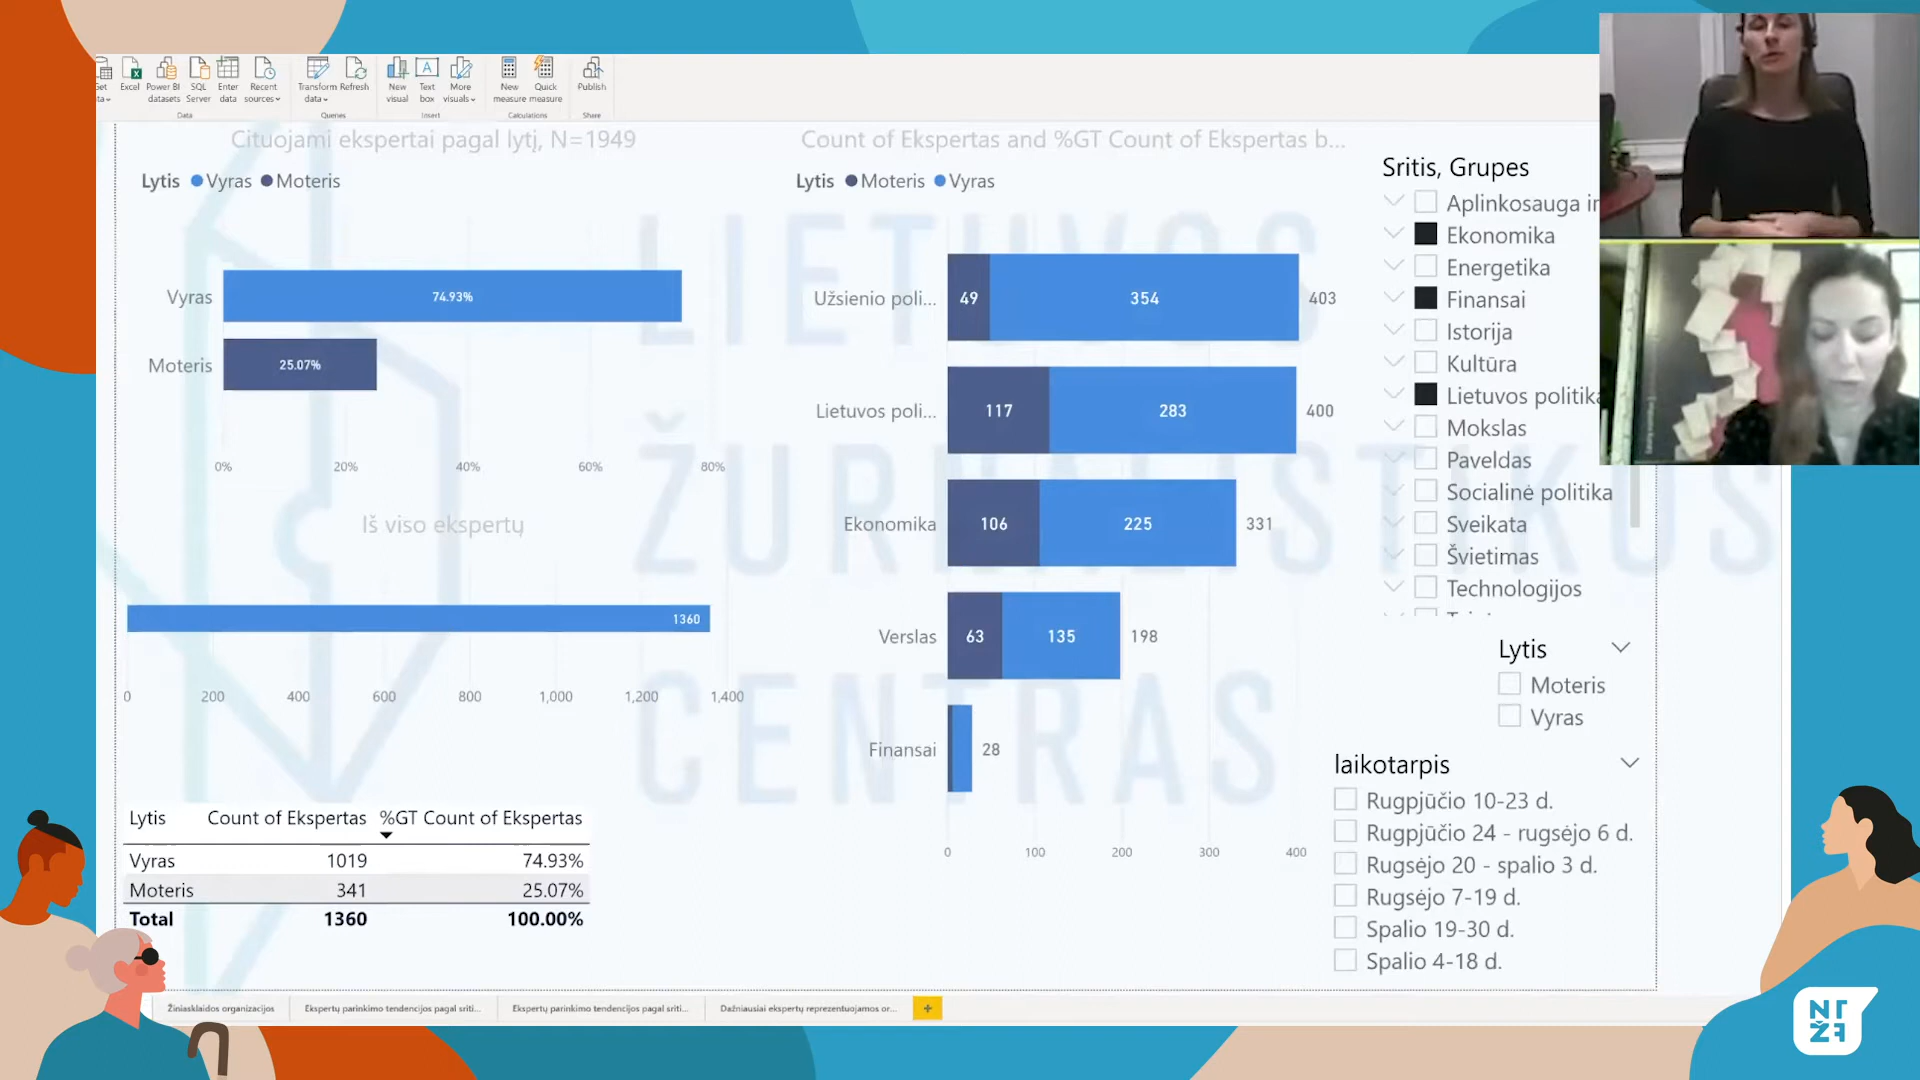 Get data
Excel
Power BI datasets
SQL Server
Enter data
Recent sources
Transform data
Refresh
New visual
Text box
More visuals
New measure
Quick measure
Publish
Data
Queries
Insert
Calculations
Share
Cituojami ekspertai pagal lytį, N=1949
Lytis Vyras Moteris
Vyras 74.93%
Moteris 25.07%
0% 20% 40% 60% 80%
Iš viso ekspertų
1360
0 200 400 600 800 1,000 1,200 1,400
Lytis Count of Ekspertas %GT Count of Ekspertas
Vyras 1019 74.93%
Moteris 341 25.07%
Total 1360 100.00%
Count of Ekspertas and %GT Count of Ekspertas b...
Lytis Moteris Vyras
Užsienio poli... 49 354 403
Lietuvos poli... 117 283 400
Ekonomika 106 225 331
Verslas 63 135 198
Finansai 28
0 100 200 300 400
LIETUVOS
ŽURNALISTIKOS
CENTRAS
Sritis, Grupes
Aplinkosauga ir
Ekonomika
Energetika
Finansai
Istorija
Kultūra
Lietuvos politika
Mokslas
Paveldas
Socialinė politika
Sveikata
Švietimas
Technologijos
Lytis
Moteris
Vyras
laikotarpis
Rugpjūčio 10-23 d.
Rugpjūčio 24 - rugsėjo 6 d.
Rugsėjo 20 - spalio 3 d.
Rugsėjo 7-19 d.
Spalio 19-30 d.
Spalio 4-18 d.
Žiniasklaidos organizacijos
Ekspertų parinkimo tendencijos pagal sriti...
Ekspertų parinkimo tendencijos pagal sriti...
Dažniausiai ekspertų reprezentuojamos or...